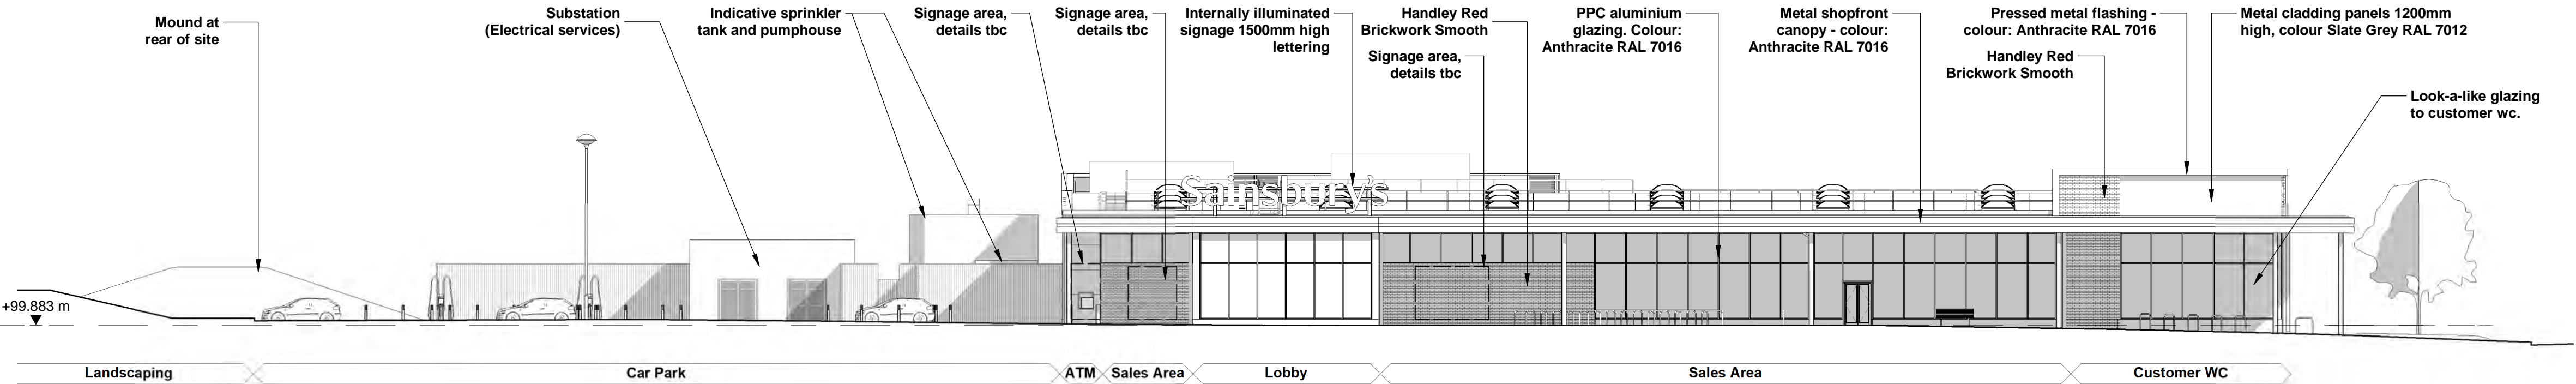 Mound at
rear of site
Substation
(Electrical services)
Indicative sprinkler
tank and pumphouse
Signage area,
details tbc
Signage area,
details tbc
Internally illuminated
signage 1500mm high
lettering
Handley Red
Brickwork Smooth
Signage area,
details tbc
PPC aluminium
glazing. Colour:
Anthracite RAL 7016
Metal shopfront
canopy - colour:
Anthracite RAL 7016
Pressed metal flashing -
colour: Anthracite RAL 7016
Handley Red
Brickwork Smooth
Metal cladding panels 1200mm
high, colour Slate Grey RAL 7012
Look-a-like glazing
to customer wc.
Sainsbury's
+99.883 m
Landscaping
Car Park
ATM
Sales Area
Lobby
Sales Area
Customer WC